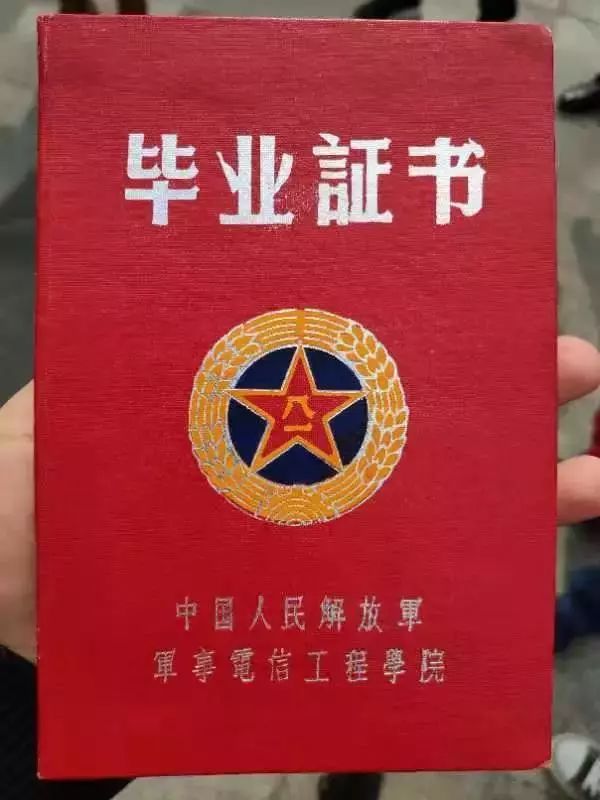 毕业証书
八一
中国人民解放軍
軍事電信工程學院